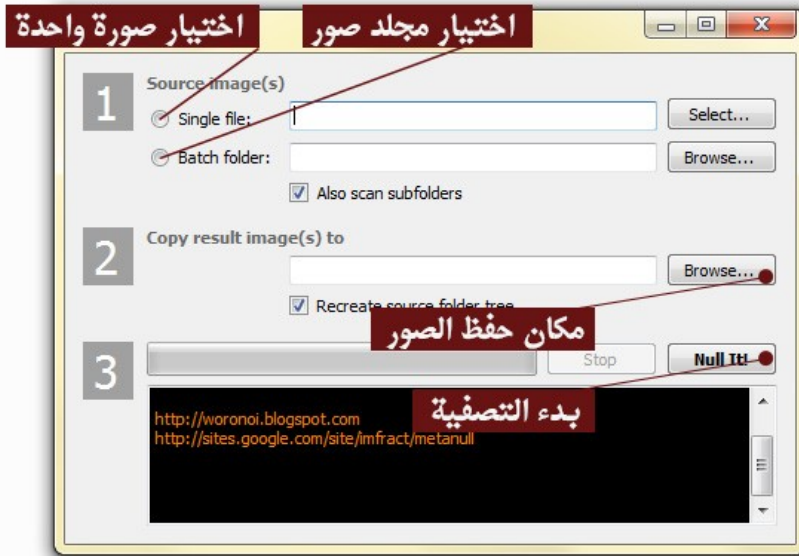 اختيار صورة واحدة
اختيار مجلد صور
1
Source image(s)
Single file:
Select...
Batch folder:
Browse...
Also scan subfolders
2
Copy result image(s) to
Browse...
Recreate source folder tree
مكان حفظ الصور
3
Stop
Null It!
بدء التصفية
http://woronoi.blogspot.com
http://sites.google.com/site/imfract/metanull